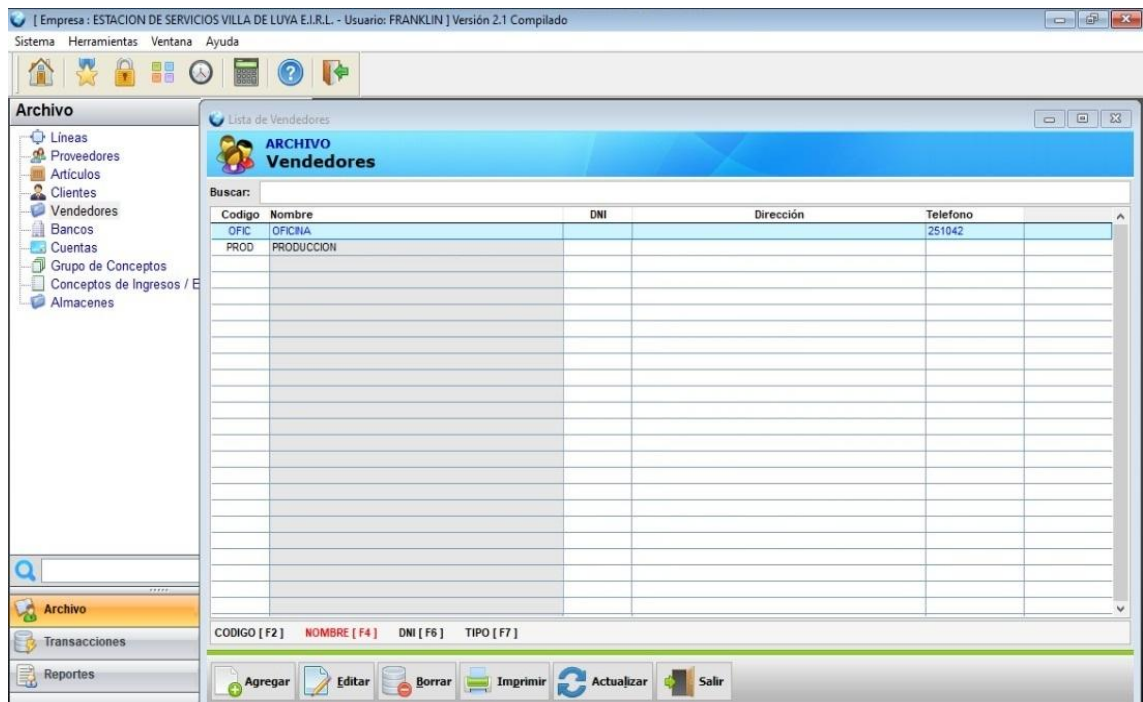 [ Empresa : ESTACION DE SERVICIOS VILLA DE LUYA E.I.R.L. - Usuario: FRANKLIN ] Versión 2.1 Compilado
Sistema Herramientas Ventana Ayuda
Archivo
Líneas
Proveedores
Artículos
Clientes
Vendedores
Bancos
Cuentas
Grupo de Conceptos
Conceptos de Ingresos / E
Almacenes
Archivo
Transacciones
Reportes
Lista de Vendedores
ARCHIVO
Vendedores
Buscar:
Codigo Nombre DNI Dirección Telefono
OFIC OFICINA 251042
PROD PRODUCCION
CODIGO [ F2 ] NOMBRE [ F4 ] DNI [ F6 ] TIPO [ F7 ]
Agregar Editar Borrar Imprimir Actualizar Salir